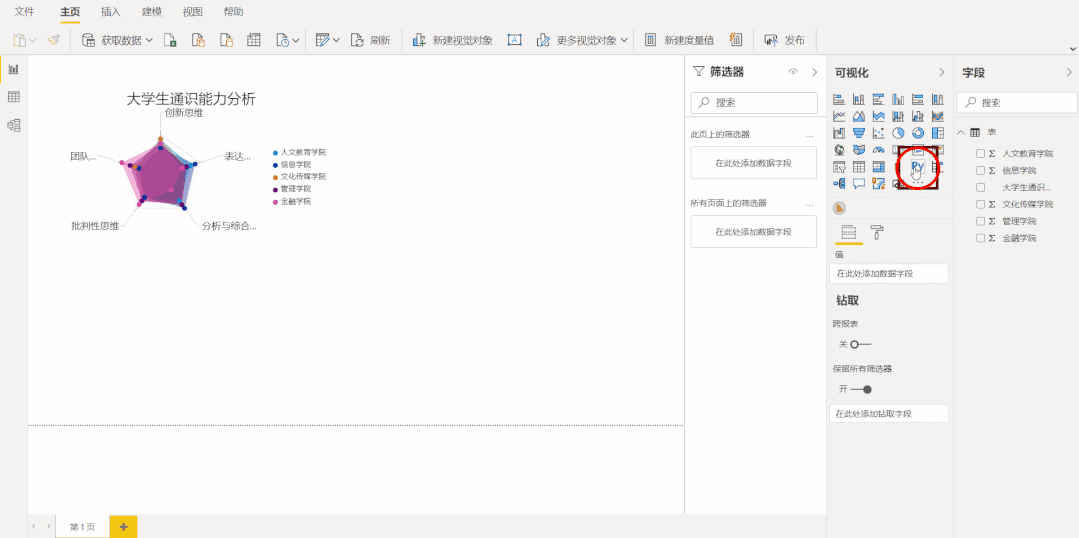 文件 主页 插入 建模 视图 帮助
获取数据 刷新 新建视觉对象 A 更多视觉对象 新建度量值 发布
大学生通识能力分析
创新思维
团队...
表达...
批判性思维
分析与综合...
人文教育学院
信息学院
文化传媒学院
管理学院
金融学院
第 1 页
+
筛选器
搜索
此页上的筛选器 ...
在此处添加数据字段
所有页面上的筛选器 ...
在此处添加数据字段
可视化
Py
值
在此处添加数据字段
钻取
跨报表
关
保留所有筛选器
开
在此处添加钻取字段
字段
搜索
表
Σ 人文教育学院
Σ 信息学院
大学生通识...
Σ 文化传媒学院
Σ 管理学院
Σ 金融学院